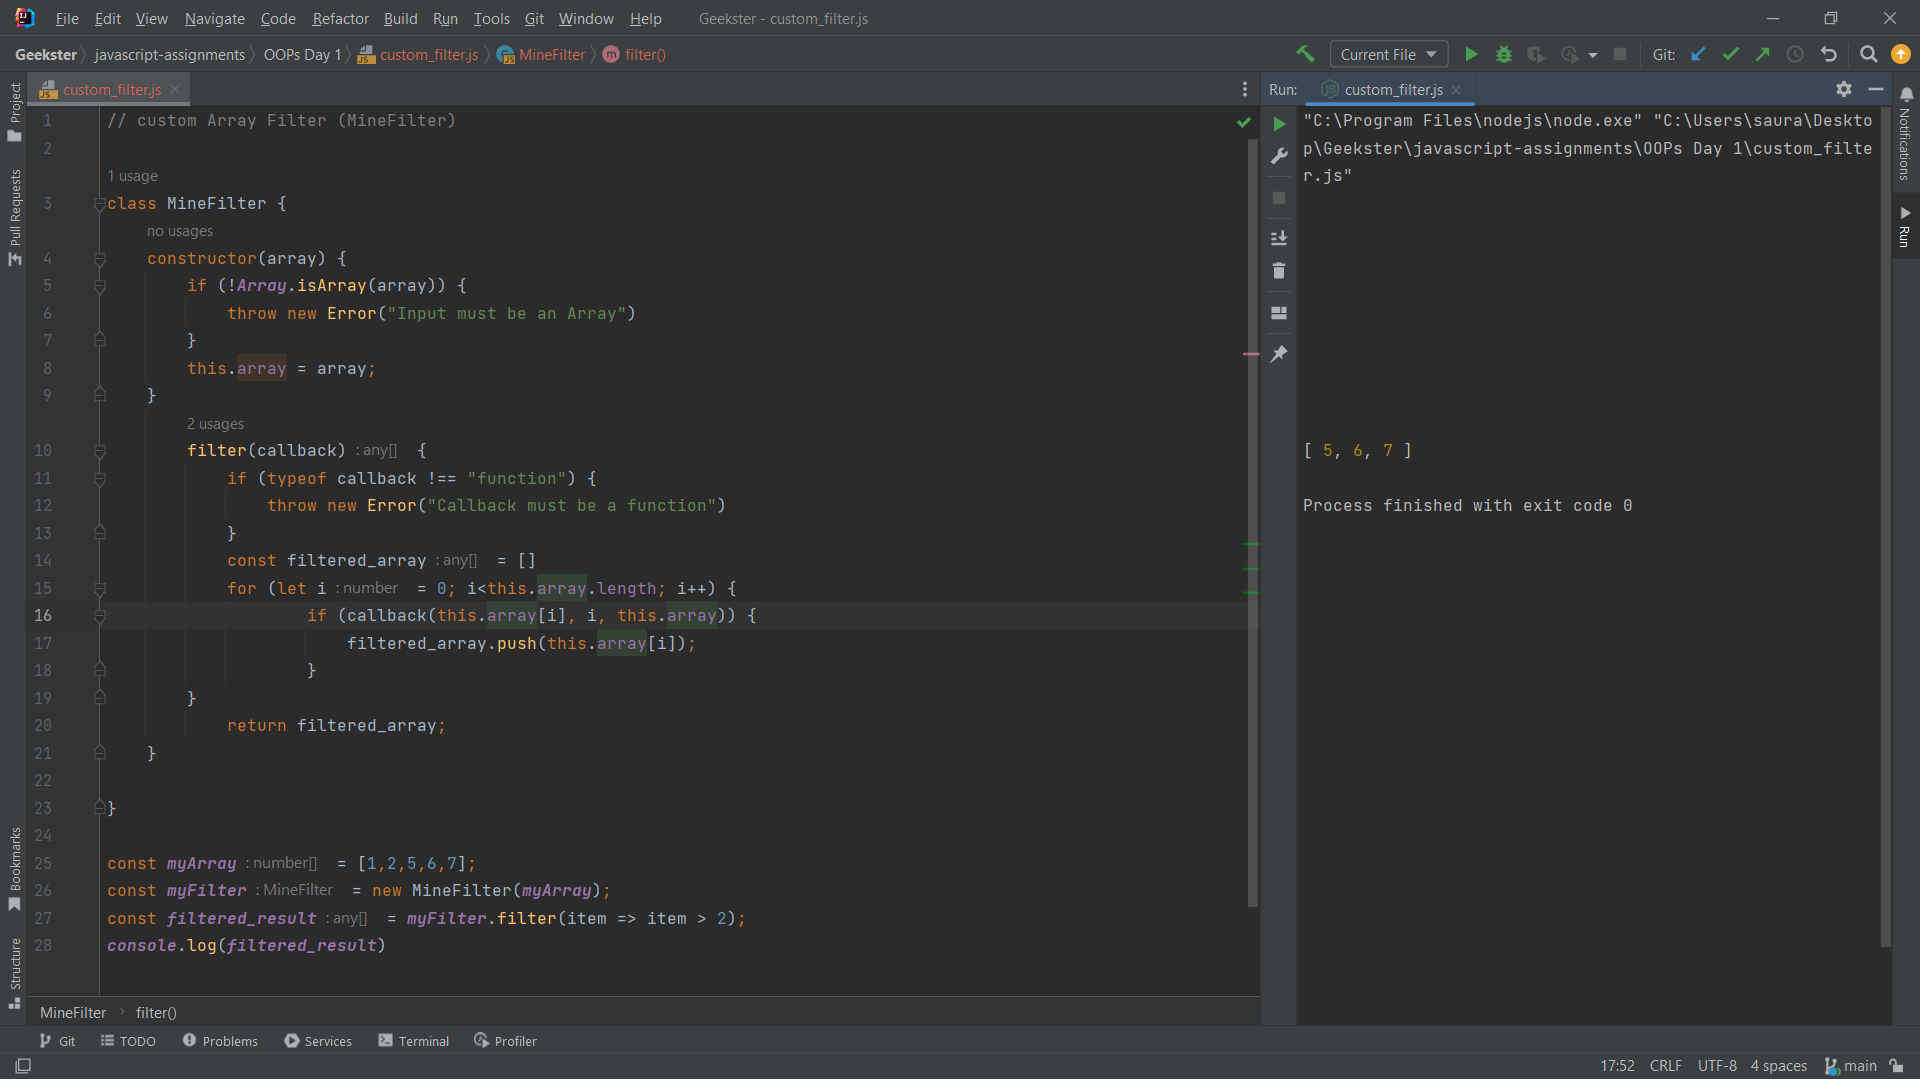 File Edit View Navigate Code Refactor Build Run Tools Git Window Help Geekster - custom_filter.js
Geekster javascript-assignments OOPs Day 1 custom_filter.js MineFilter filter() Current File Git:
custom_filter.js
Run: custom_filter.js
Project
Pull Requests
Bookmarks
Structure
1 // custom Array Filter (MineFilter)
2
1 usage
3 class MineFilter {
no usages
4 constructor(array) {
5 if (!Array.isArray(array)) {
6 throw new Error("Input must be an Array")
7 }
8 this.array = array;
9 }
2 usages
10 filter(callback) : any[] {
11 if (typeof callback !== "function") {
12 throw new Error("Callback must be a function")
13 }
14 const filtered_array : any[] = []
15 for (let i : number = 0; i<this.array.length; i++) {
16 if (callback(this.array[i], i, this.array)) {
17 filtered_array.push(this.array[i]);
18 }
19 }
20 return filtered_array;
21 }
22
23 }
24
25 const myArray : number[] = [1,2,5,6,7];
26 const myFilter : MineFilter = new MineFilter(myArray);
27 const filtered_result : any[] = myFilter.filter(item => item > 2);
28 console.log(filtered_result)
"C:\Program Files\nodejs\node.exe" "C:\Users\saura\Deskto
p\Geekster\javascript-assignments\OOPs Day 1\custom_filte
r.js"
[ 5, 6, 7 ]
Process finished with exit code 0
Notifications
Run
MineFilter filter()
Git TODO Problems Services Terminal Profiler
17:52 CRLF UTF-8 4 spaces main